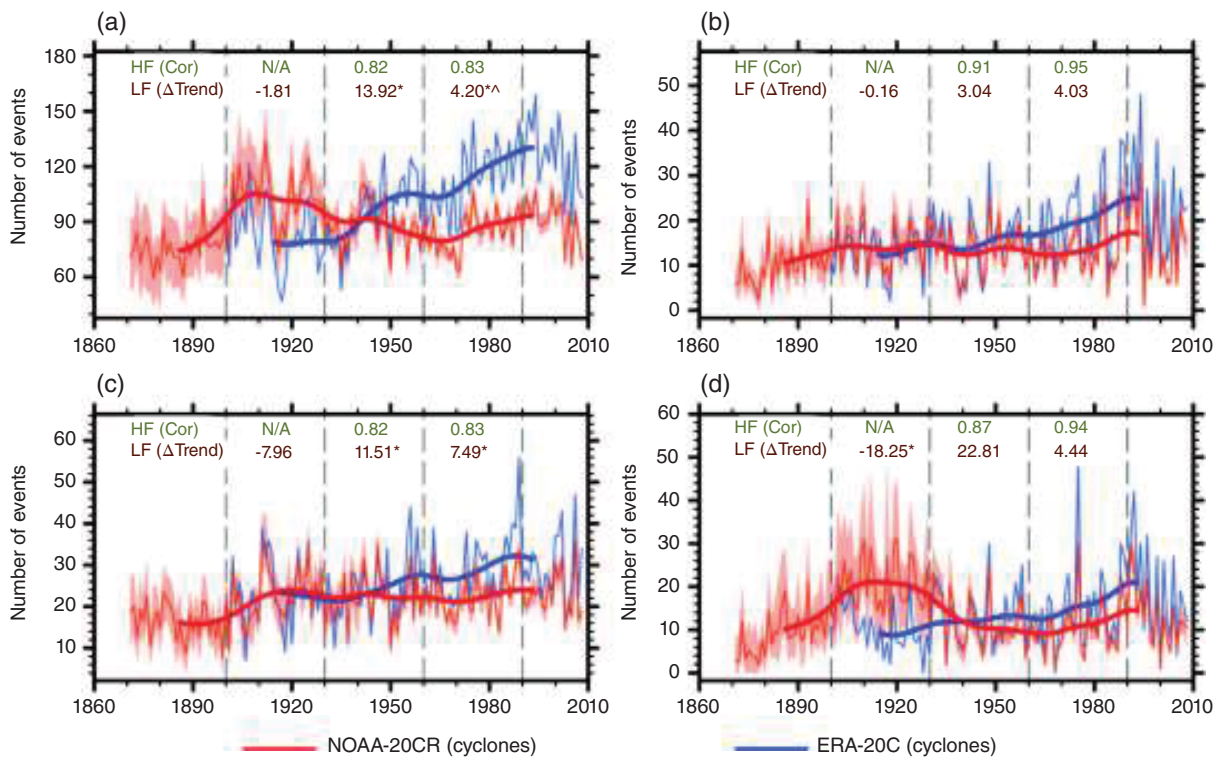 (a)
180
150
120
90
60
Number of events
HF (Cor) N/A 0.82 0.83
LF (ΔTrend) -1.81 13.92* 4.20*^
1860 1890 1920 1950 1980 2010
(b)
50
40
30
20
10
0
Number of events
HF (Cor) N/A 0.91 0.95
LF (ΔTrend) -0.16 3.04 4.03
1860 1890 1920 1950 1980 2010
(c)
60
50
40
30
20
10
Number of events
HF (Cor) N/A 0.82 0.83
LF (ΔTrend) -7.96 11.51* 7.49*
1860 1890 1920 1950 1980 2010
(d)
60
50
40
30
20
10
0
Number of events
HF (Cor) N/A 0.87 0.94
LF (ΔTrend) -18.25* 22.81 4.44
1860 1890 1920 1950 1980 2010
NOAA-20CR (cyclones)
ERA-20C (cyclones)